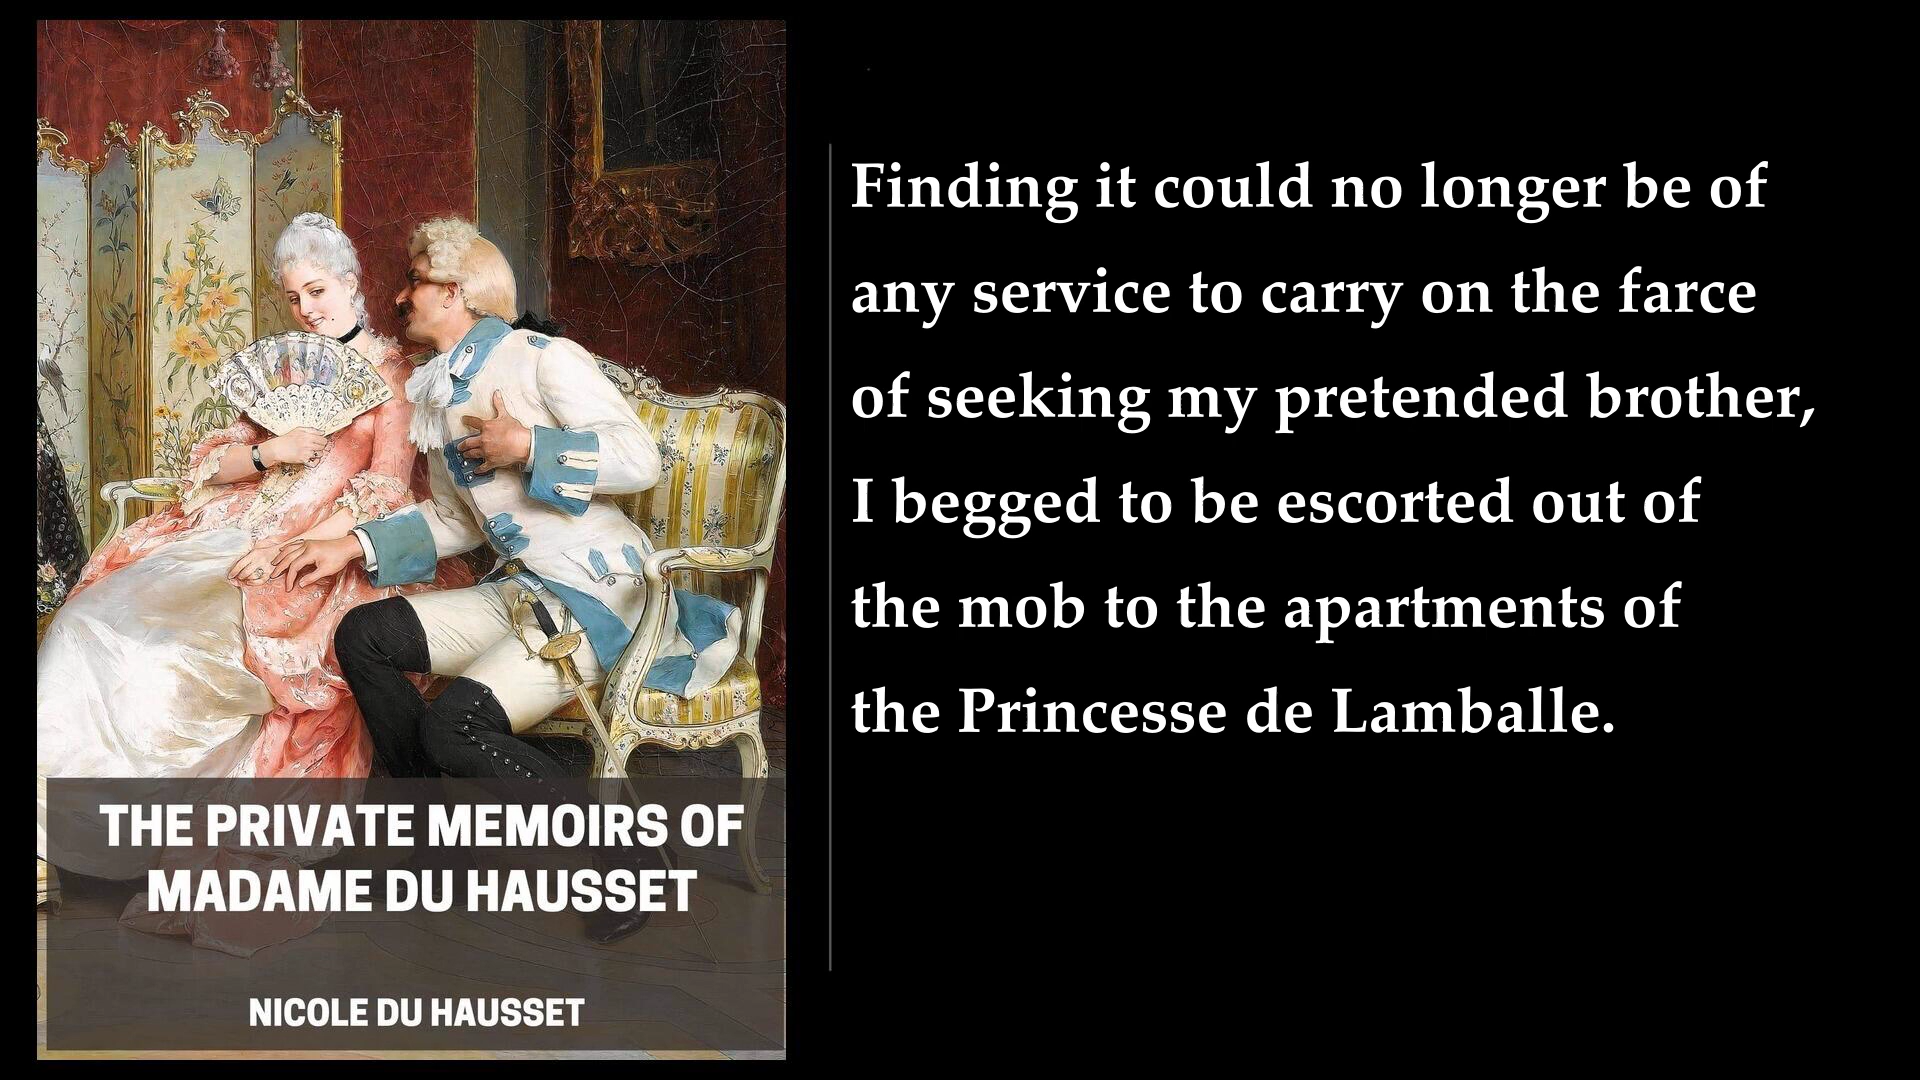 Finding it could no longer be of
any service to carry on the farce
of seeking my pretended brother,
I begged to be escorted out of
the mob to the apartments of
the Princesse de Lamballe.
THE PRIVATE MEMOIRS OF
MADAME DU HAUSSET
NICOLE DU HAUSSET